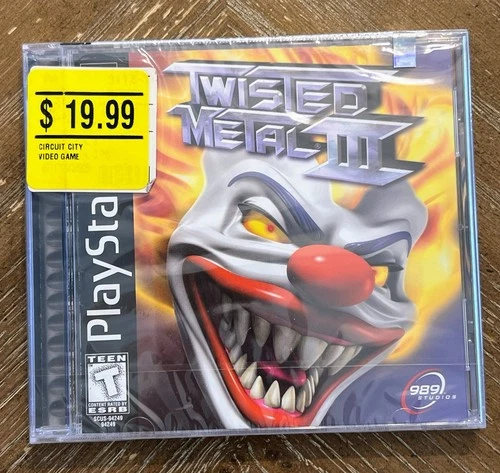 $ 19.99
CIRCUIT CITY
VIDEO GAME
TWISTED
METAL III
PlaySta
TEEN
T
CONTENT RATED BY
ESRB
SCUS-94249
94249
989
STUDIOS